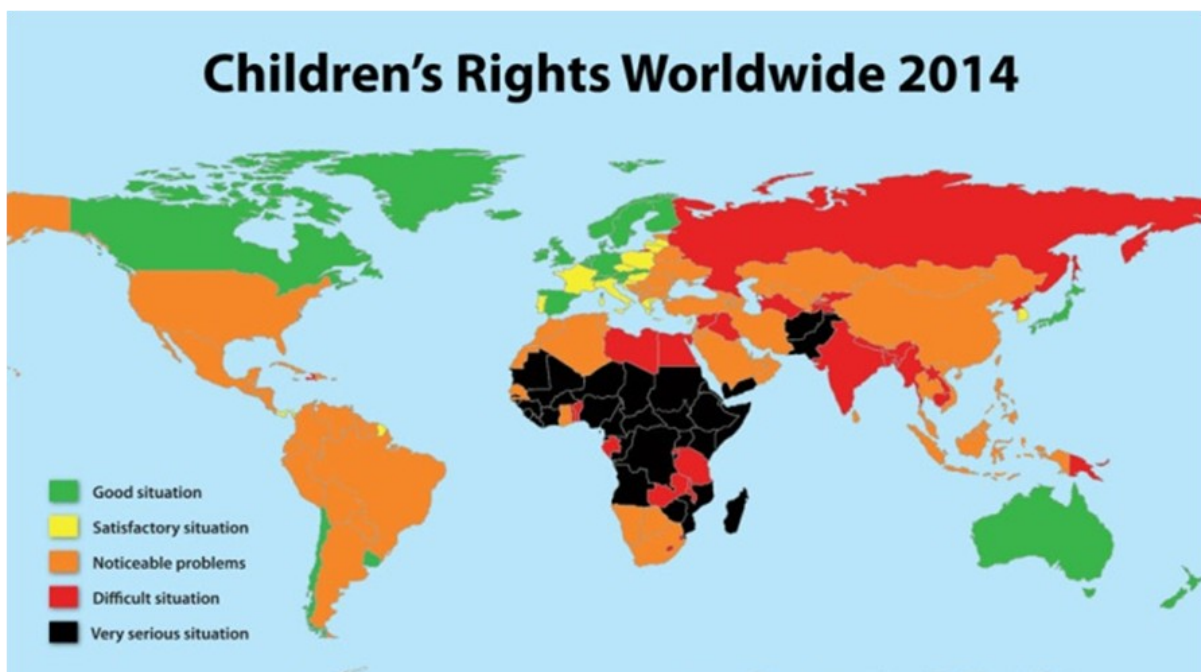 Children's Rights Worldwide 2014
Good situation
Satisfactory situation
Noticeable problems
Difficult situation
Very serious situation